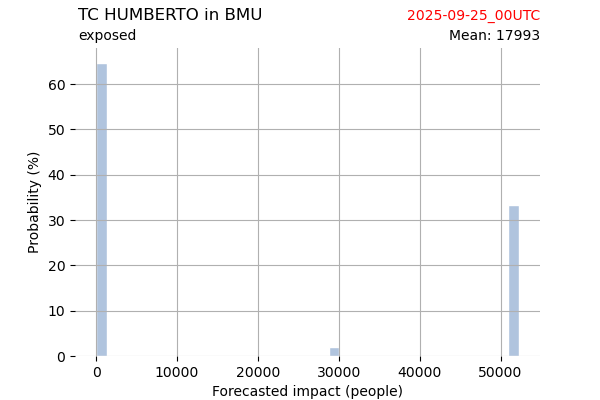 TC HUMBERTO in BMU
2025-09-25_00UTC
exposed
Mean: 17993
Probability (%)
60
50
40
30
20
10
0
0 10000 20000 30000 40000 50000
Forecasted impact (people)